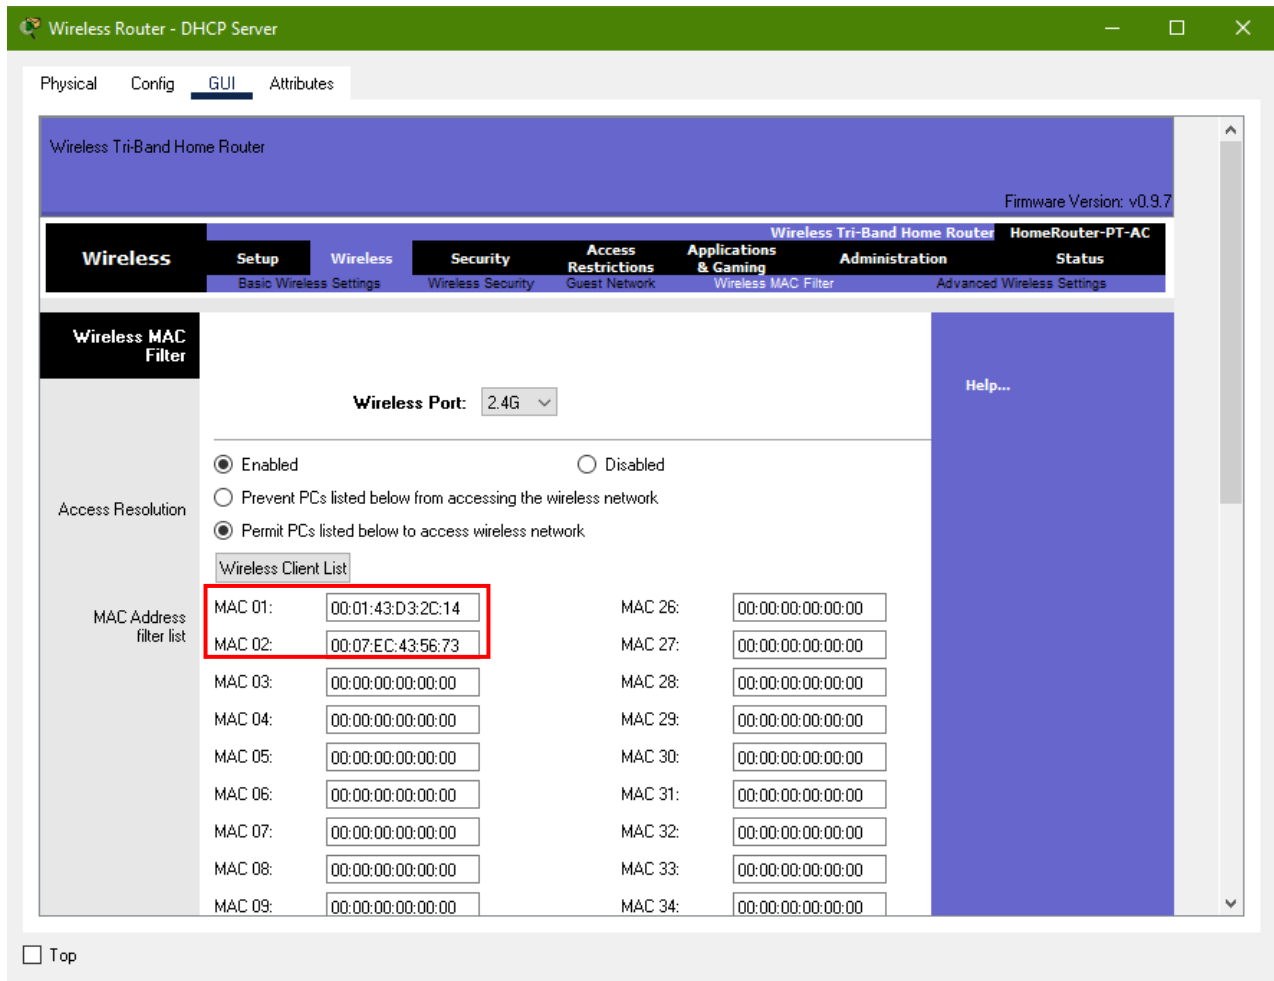 Wireless Router - DHCP Server
Physical Config GUI Attributes
Wireless Tri-Band Home Router
Firmware Version: v0.9.7
Wireless Tri-Band Home Router HomeRouter-PT-AC
Wireless Setup Wireless Security Access Restrictions Applications & Gaming Administration Status
Basic Wireless Settings Wireless Security Guest Network Wireless MAC Filter Advanced Wireless Settings
Wireless MAC
Filter
Help...
Wireless Port: 2.4G
Enabled Disabled
Prevent PCs listed below from accessing the wireless network
Access Resolution
Permit PCs listed below to access wireless network
Wireless Client List
MAC Address
filter list
MAC 01: 00:01:43:D3:2C:14 MAC 26: 00:00:00:00:00:00
MAC 02: 00:07:EC:43:56:73 MAC 27: 00:00:00:00:00:00
MAC 03: 00:00:00:00:00:00 MAC 28: 00:00:00:00:00:00
MAC 04: 00:00:00:00:00:00 MAC 29: 00:00:00:00:00:00
MAC 05: 00:00:00:00:00:00 MAC 30: 00:00:00:00:00:00
MAC 06: 00:00:00:00:00:00 MAC 31: 00:00:00:00:00:00
MAC 07: 00:00:00:00:00:00 MAC 32: 00:00:00:00:00:00
MAC 08: 00:00:00:00:00:00 MAC 33: 00:00:00:00:00:00
MAC 09: 00:00:00:00:00:00 MAC 34: 00:00:00:00:00:00
Top